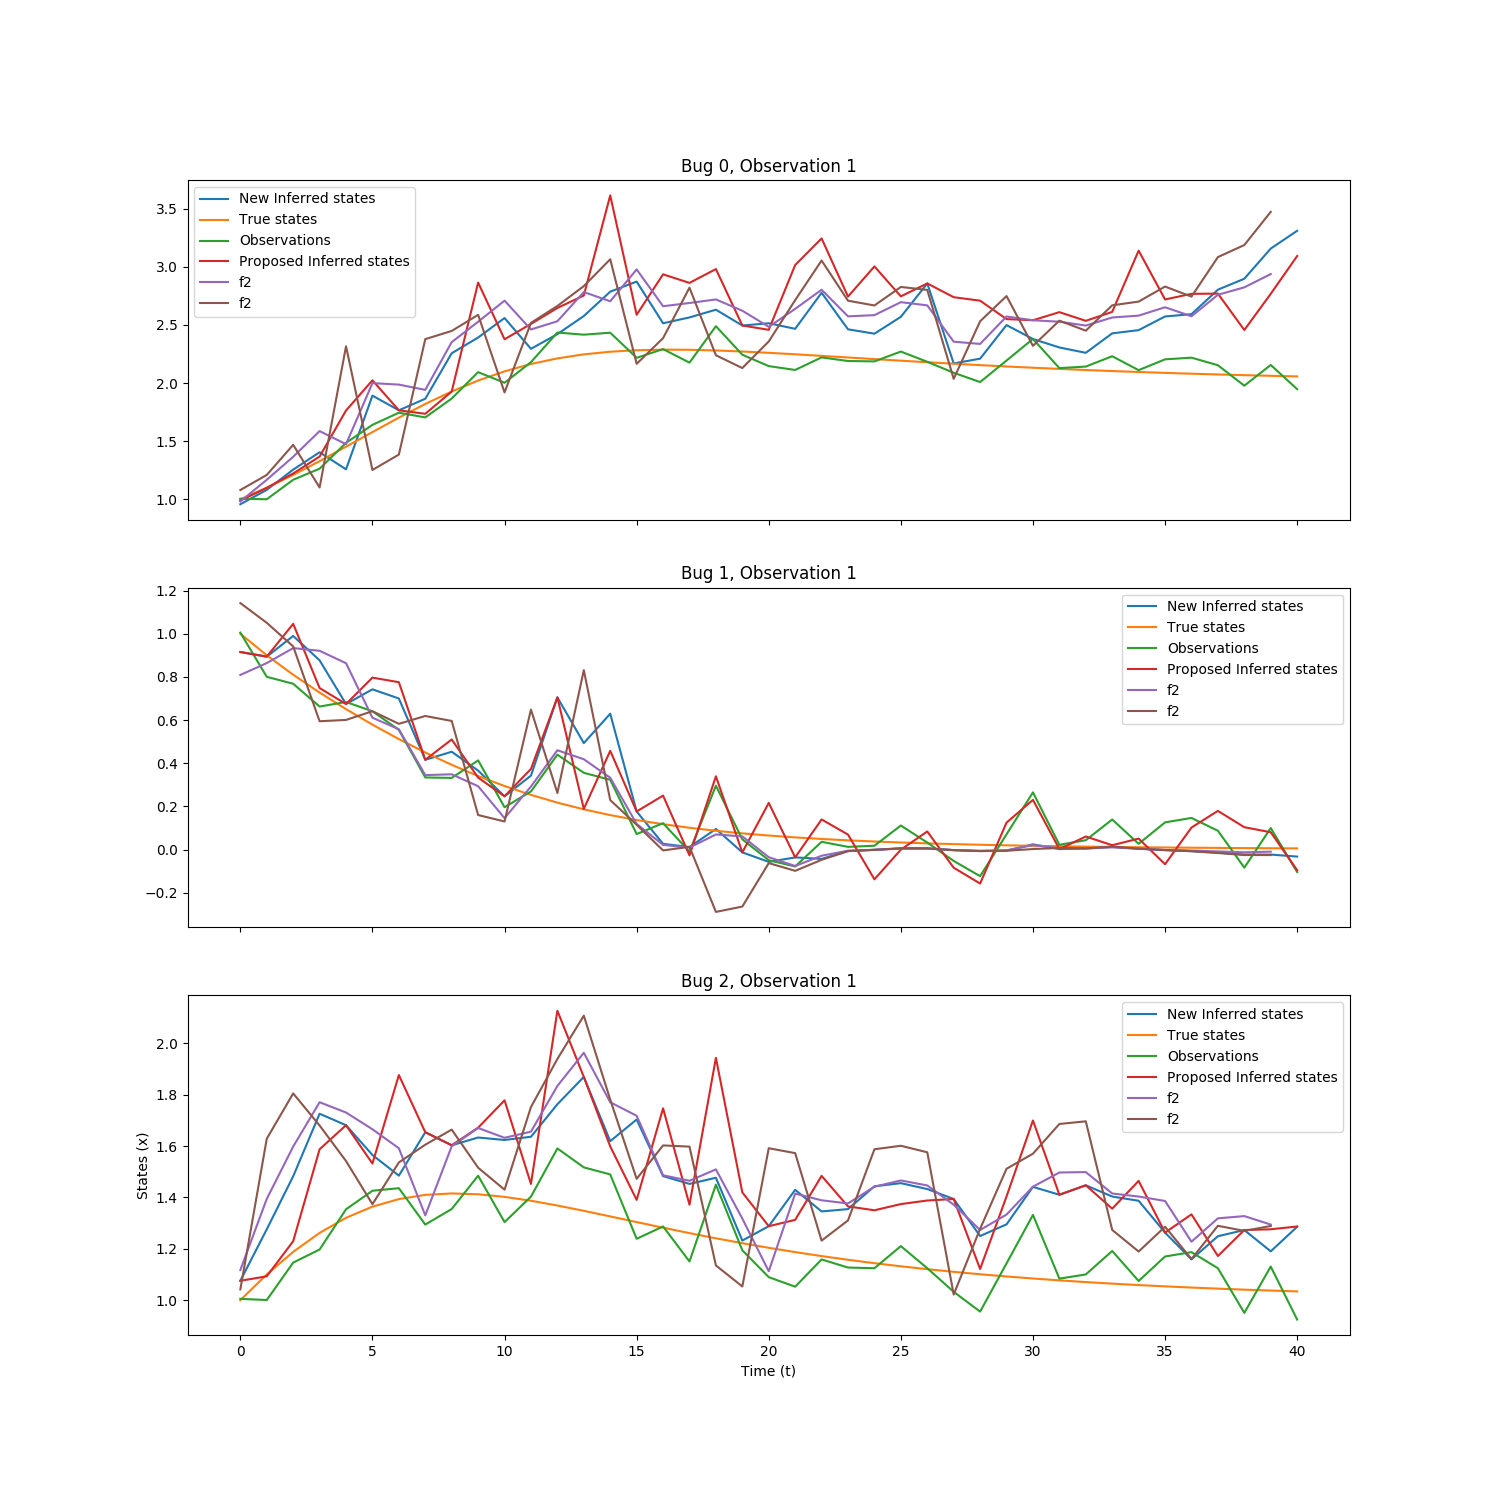 Bug 0, Observation 1
New Inferred states
True states
Observations
Proposed Inferred states
f2
f2
3.5
3.0
2.5
2.0
1.5
1.0
Bug 1, Observation 1
New Inferred states
True states
Observations
Proposed Inferred states
f2
f2
1.2
1.0
0.8
0.6
0.4
0.2
0.0
−0.2
Bug 2, Observation 1
New Inferred states
True states
Observations
Proposed Inferred states
f2
f2
2.0
1.8
1.6
1.4
1.2
1.0
States (x)
0 5 10 15 20 25 30 35 40
Time (t)